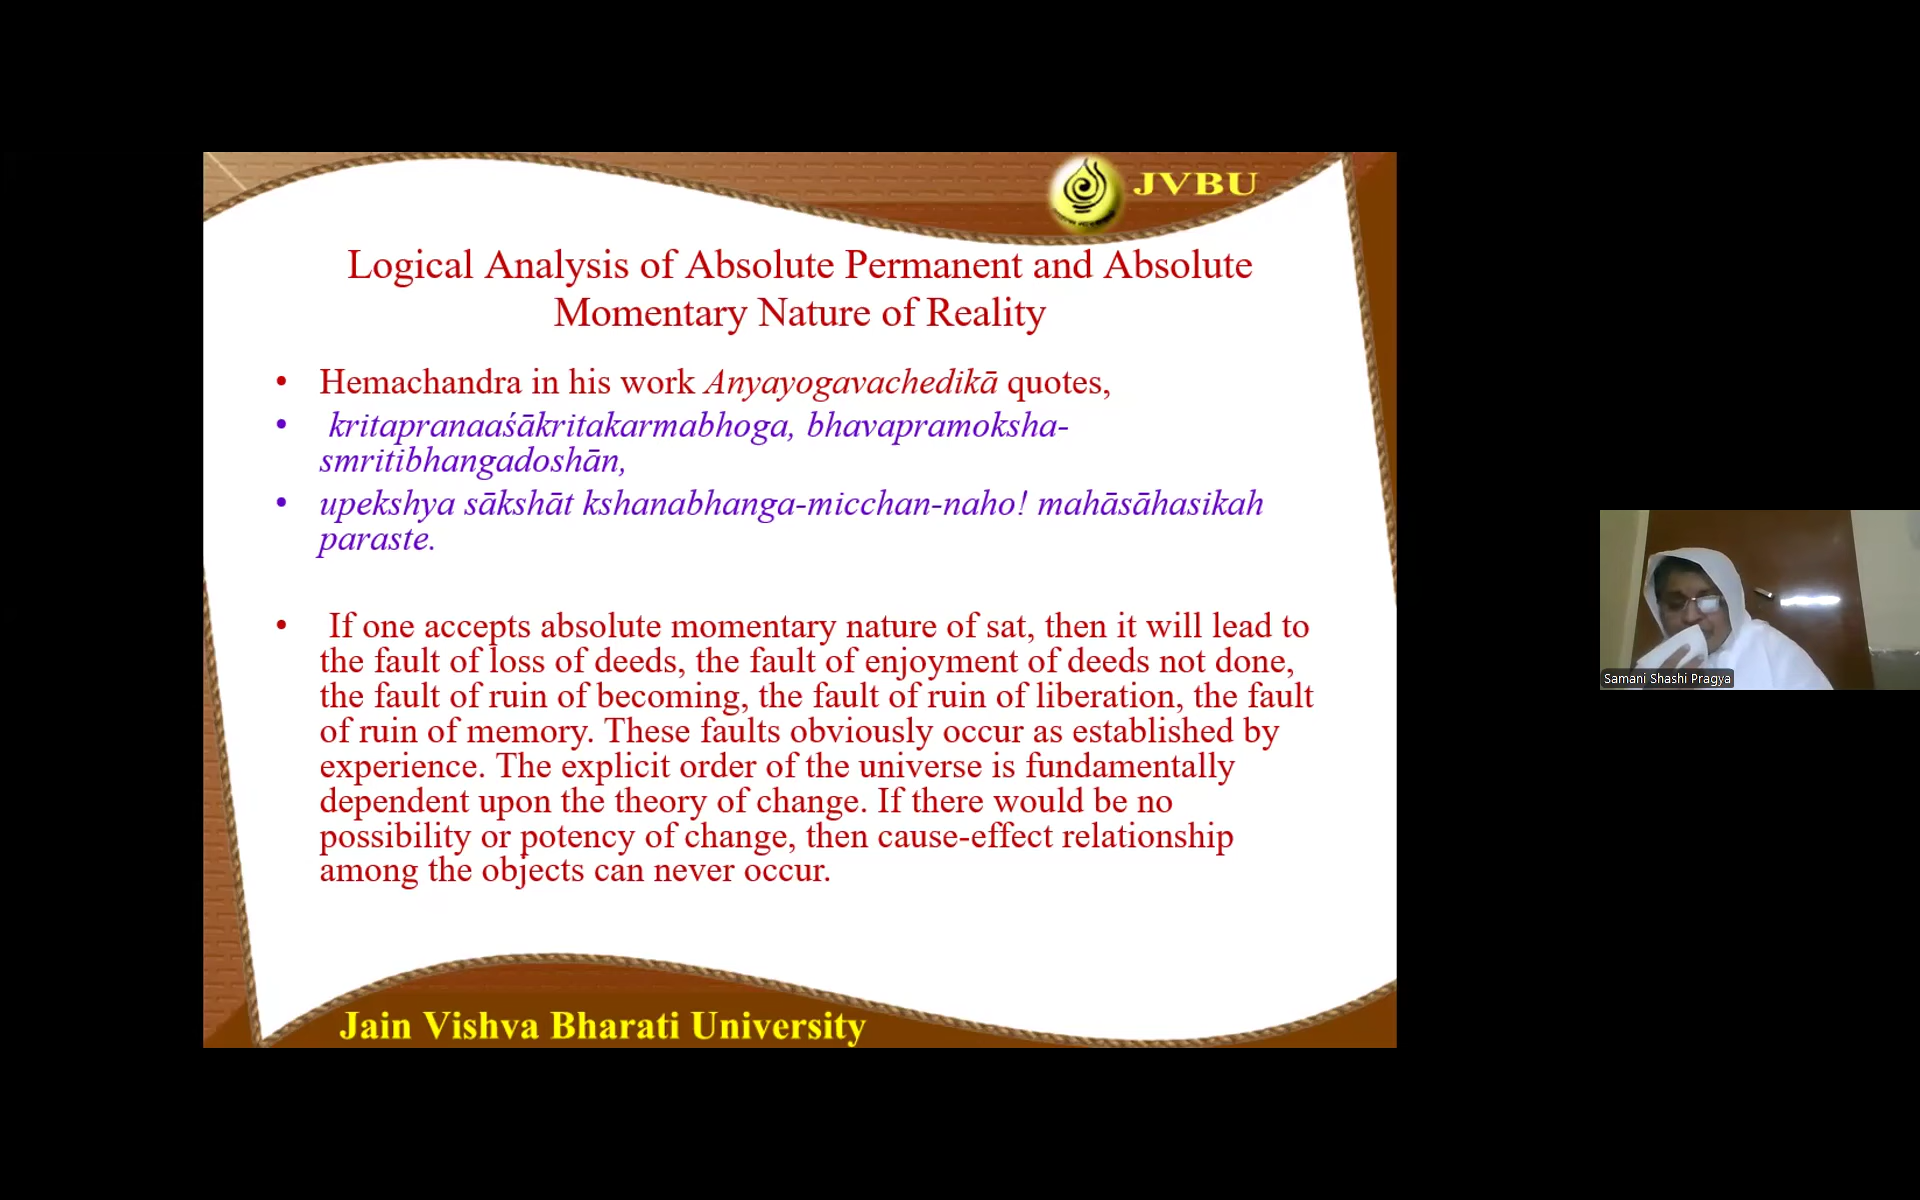 JVBU
Logical Analysis of Absolute Permanent and Absolute
Momentary Nature of Reality
• Hemachandra in his work Anyayogavachedikā quotes,
• kritapranaaśākritakarmabhoga, bhavapramoksha-
smritibhangadoshān,
• upekshya sākshāt kshanabhanga-micchan-naho! mahāsāhasikah
paraste.
• If one accepts absolute momentary nature of sat, then it will lead to
the fault of loss of deeds, the fault of enjoyment of deeds not done,
the fault of ruin of becoming, the fault of ruin of liberation, the fault
of ruin of memory. These faults obviously occur as established by
experience. The explicit order of the universe is fundamentally
dependent upon the theory of change. If there would be no
possibility or potency of change, then cause-effect relationship
among the objects can never occur.
Jain Vishva Bharati University
Samani Shashi Pragya